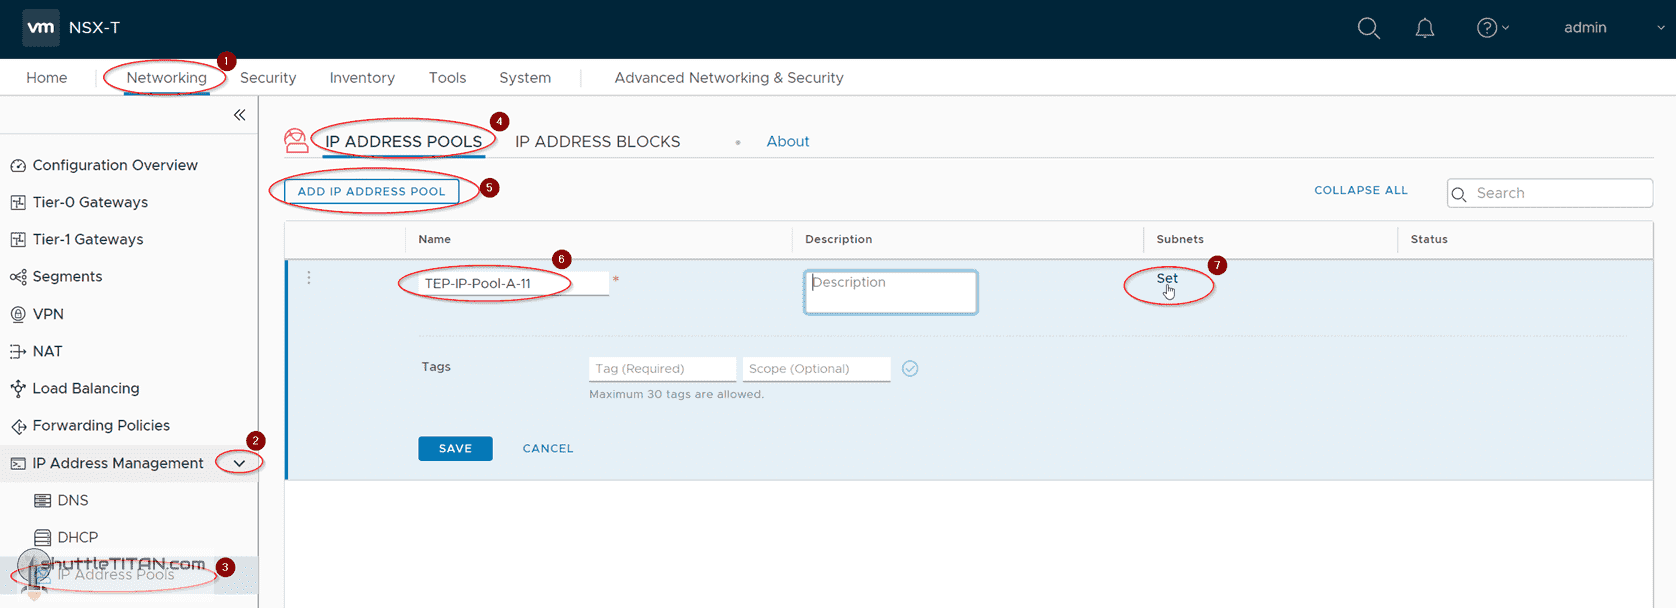 vm NSX-T admin
Home Networking 1 Security Inventory Tools System Advanced Networking & Security
Configuration Overview
Tier-0 Gateways
Tier-1 Gateways
Segments
VPN
NAT
Load Balancing
Forwarding Policies
IP Address Management 2
DNS
DHCP
shuttleTITAN.com
IP Address Pools 3
IP ADDRESS POOLS 4 IP ADDRESS BLOCKS About
ADD IP ADDRESS POOL 5 COLLAPSE ALL Search
Name Description Subnets Status
TEP-IP-Pool-A-11 * 6 Description Set 7
Tags Tag (Required) Scope (Optional)
Maximum 30 tags are allowed.
SAVE CANCEL